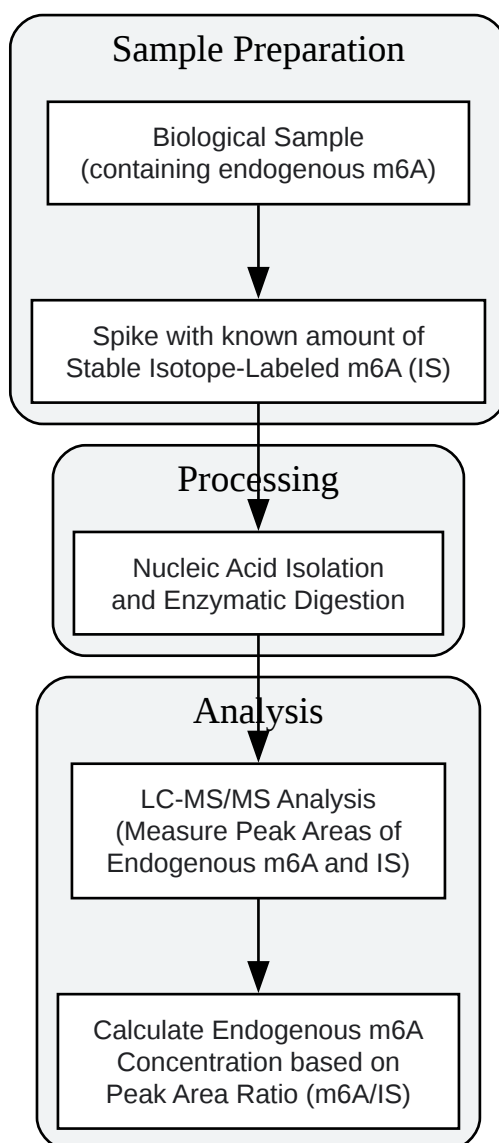 Sample Preparation
Biological Sample
(containing endogenous m6A)
Spike with known amount of
Stable Isotope-Labeled m6A (IS)
Processing
Nucleic Acid Isolation
and Enzymatic Digestion
Analysis
LC-MS/MS Analysis
(Measure Peak Areas of
Endogenous m6A and IS)
Calculate Endogenous m6A
Concentration based on
Peak Area Ratio (m6A/IS)